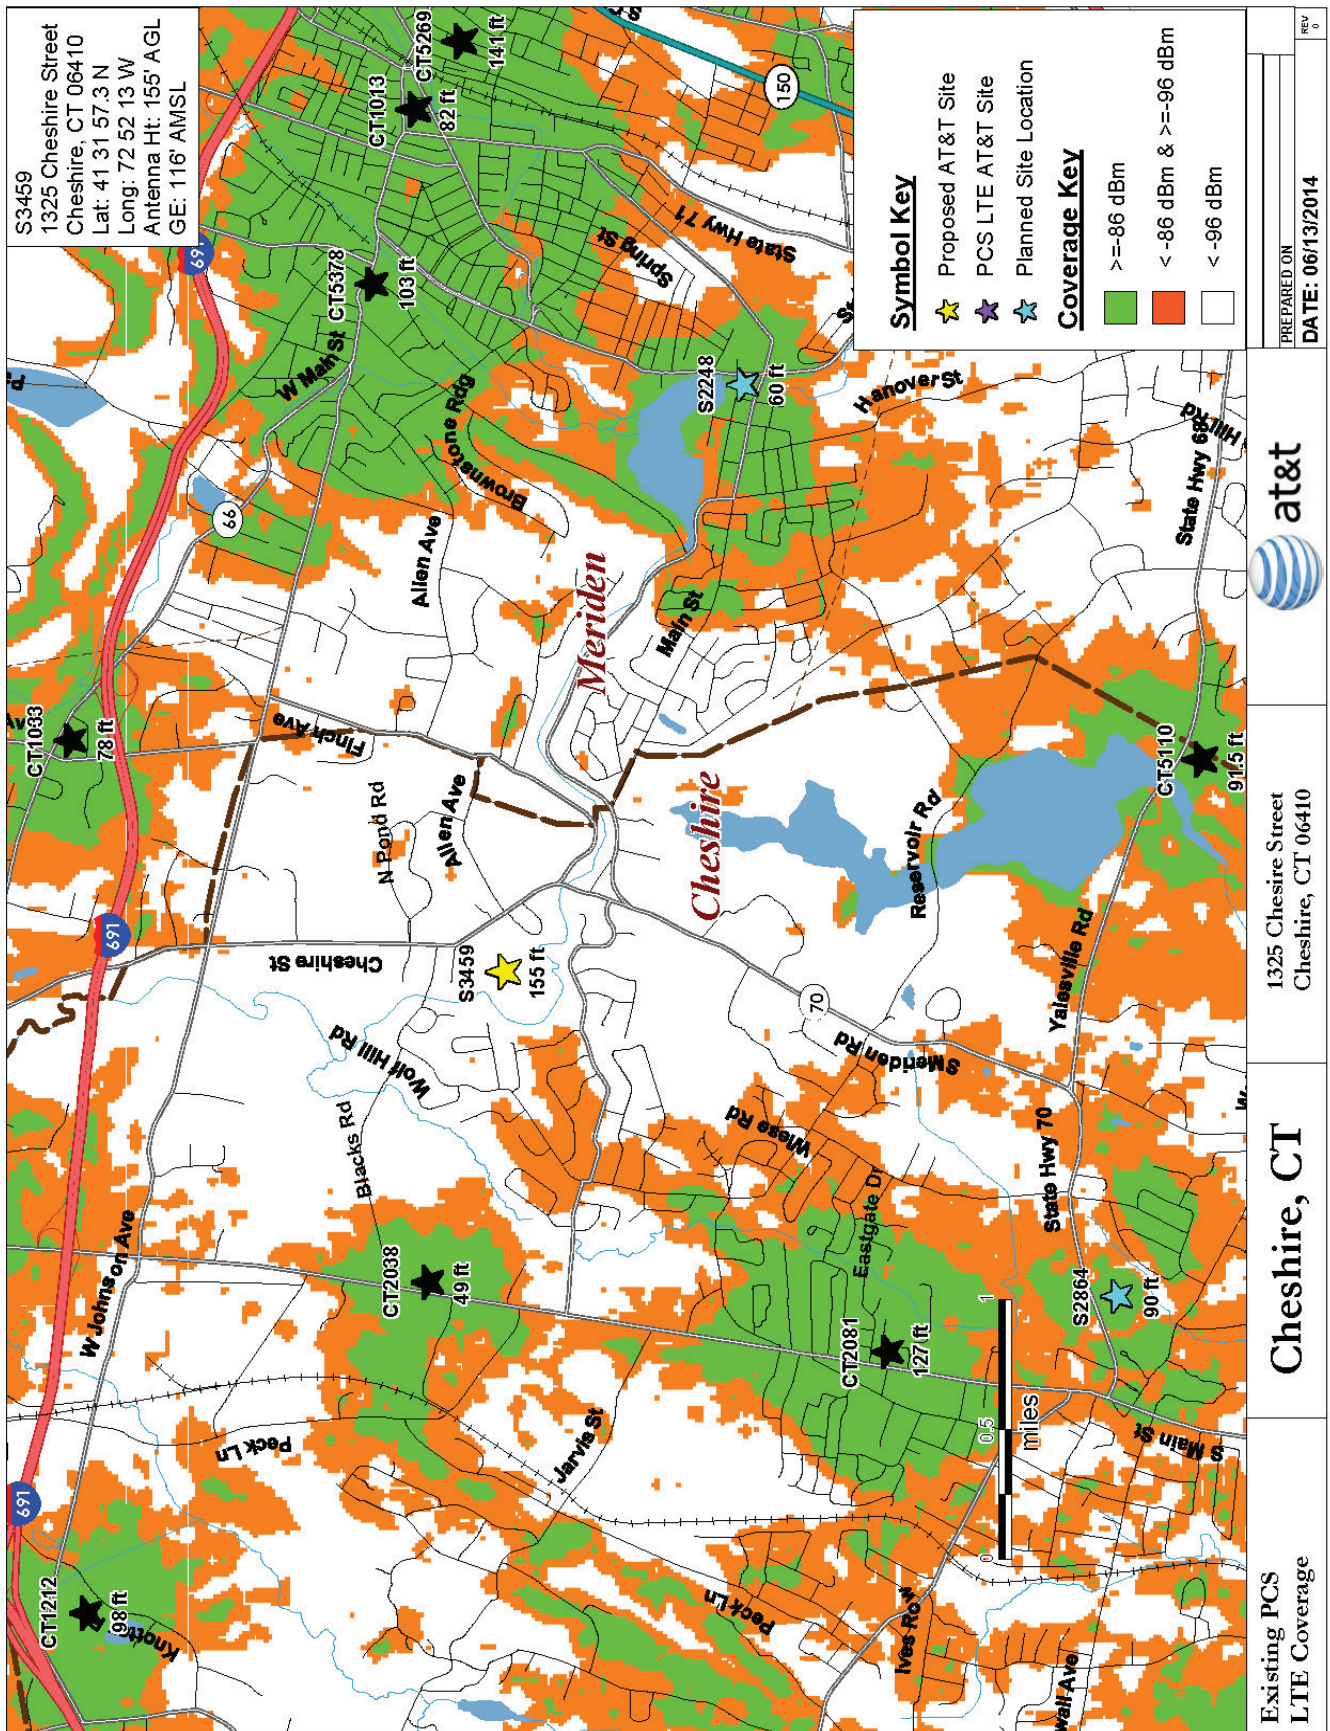 S3459
1325 Cheshire Street
Cheshire, CT 06410
Lat: 41 31 57.3 N
Long: 72 52 13 W
Antenna Ht: 155' AGL
GE: 116' AMSL
691
691
691
66
70
150
CT1212
98 ft
CT1033
78 ft
CT5378
103 ft
CT1013
82 ft
CT5269
141 ft
CT2038
49 ft
S3459
155 ft
S2248
60 ft
CT2081
127 ft
S2864
90 ft
CT5110
91.5 ft
W Johnson Ave
Peck Ln
Jarvis St
Peck Ln
Ives Row
S Main St
State Hwy 70
Blacks Rd
Wolf Hill Rd
Cheshire St
N Pond Rd
Allen Ave
Finch Ave
Allen Ave
W Main St
Brownstone Rdg
Main St
Spring St
State Hwy 71
Hanover St
State Hwy 68
Hill Rd
Reservoir Rd
Yalesville Rd
S Meriden Rd
Wiese Rd
Eastgate Dr
Meriden
Cheshire
0 0.5 1
miles
Symbol Key
Proposed AT&T Site
PCS LTE AT&T Site
Planned Site Location
Coverage Key
>=-86 dBm
<-86 dBm & >=-96 dBm
<-96 dBm
Existing PCS
LTE Coverage
Cheshire, CT
1325 Chesire Street
Cheshire, CT 06410
at&t
PREPARED ON
DATE: 06/13/2014
REV
0